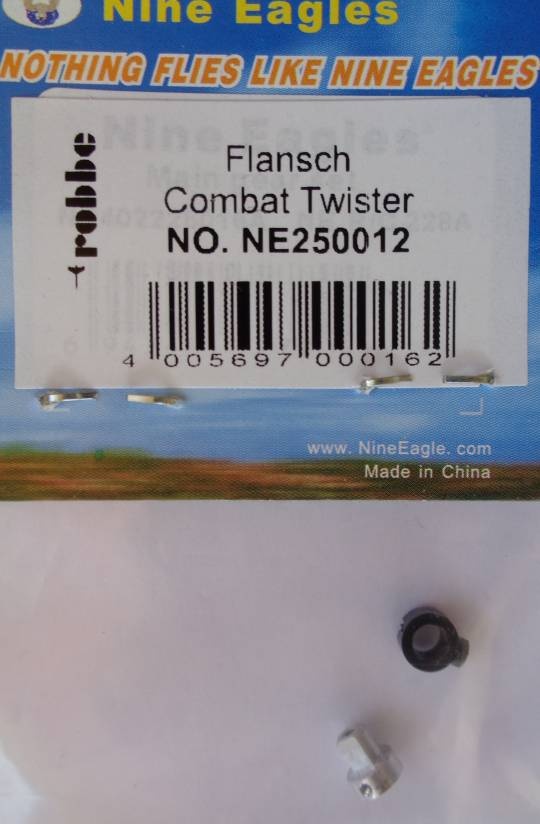 Nine Eagles
NOTHING FLIES LIKE NINE EAGLES
robbe
Flansch
Combat Twister
NO. NE250012
4 005697 000162
www. NineEagle. com
Made in China